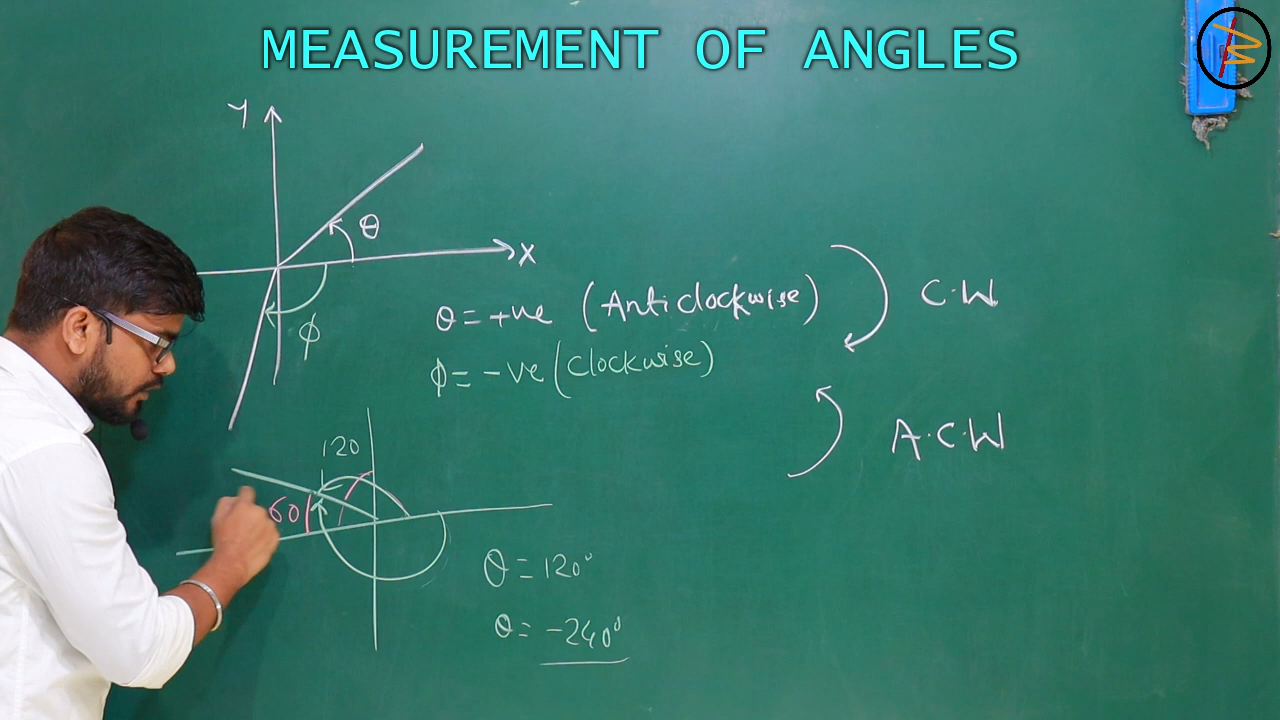 MEASUREMENT OF ANGLES
Y
θ
X
ϕ
θ = +ve (Anticlockwise)
C.W
ϕ = -ve (Clockwise)
A.C.W
120
60
θ = 120°
θ = -240°